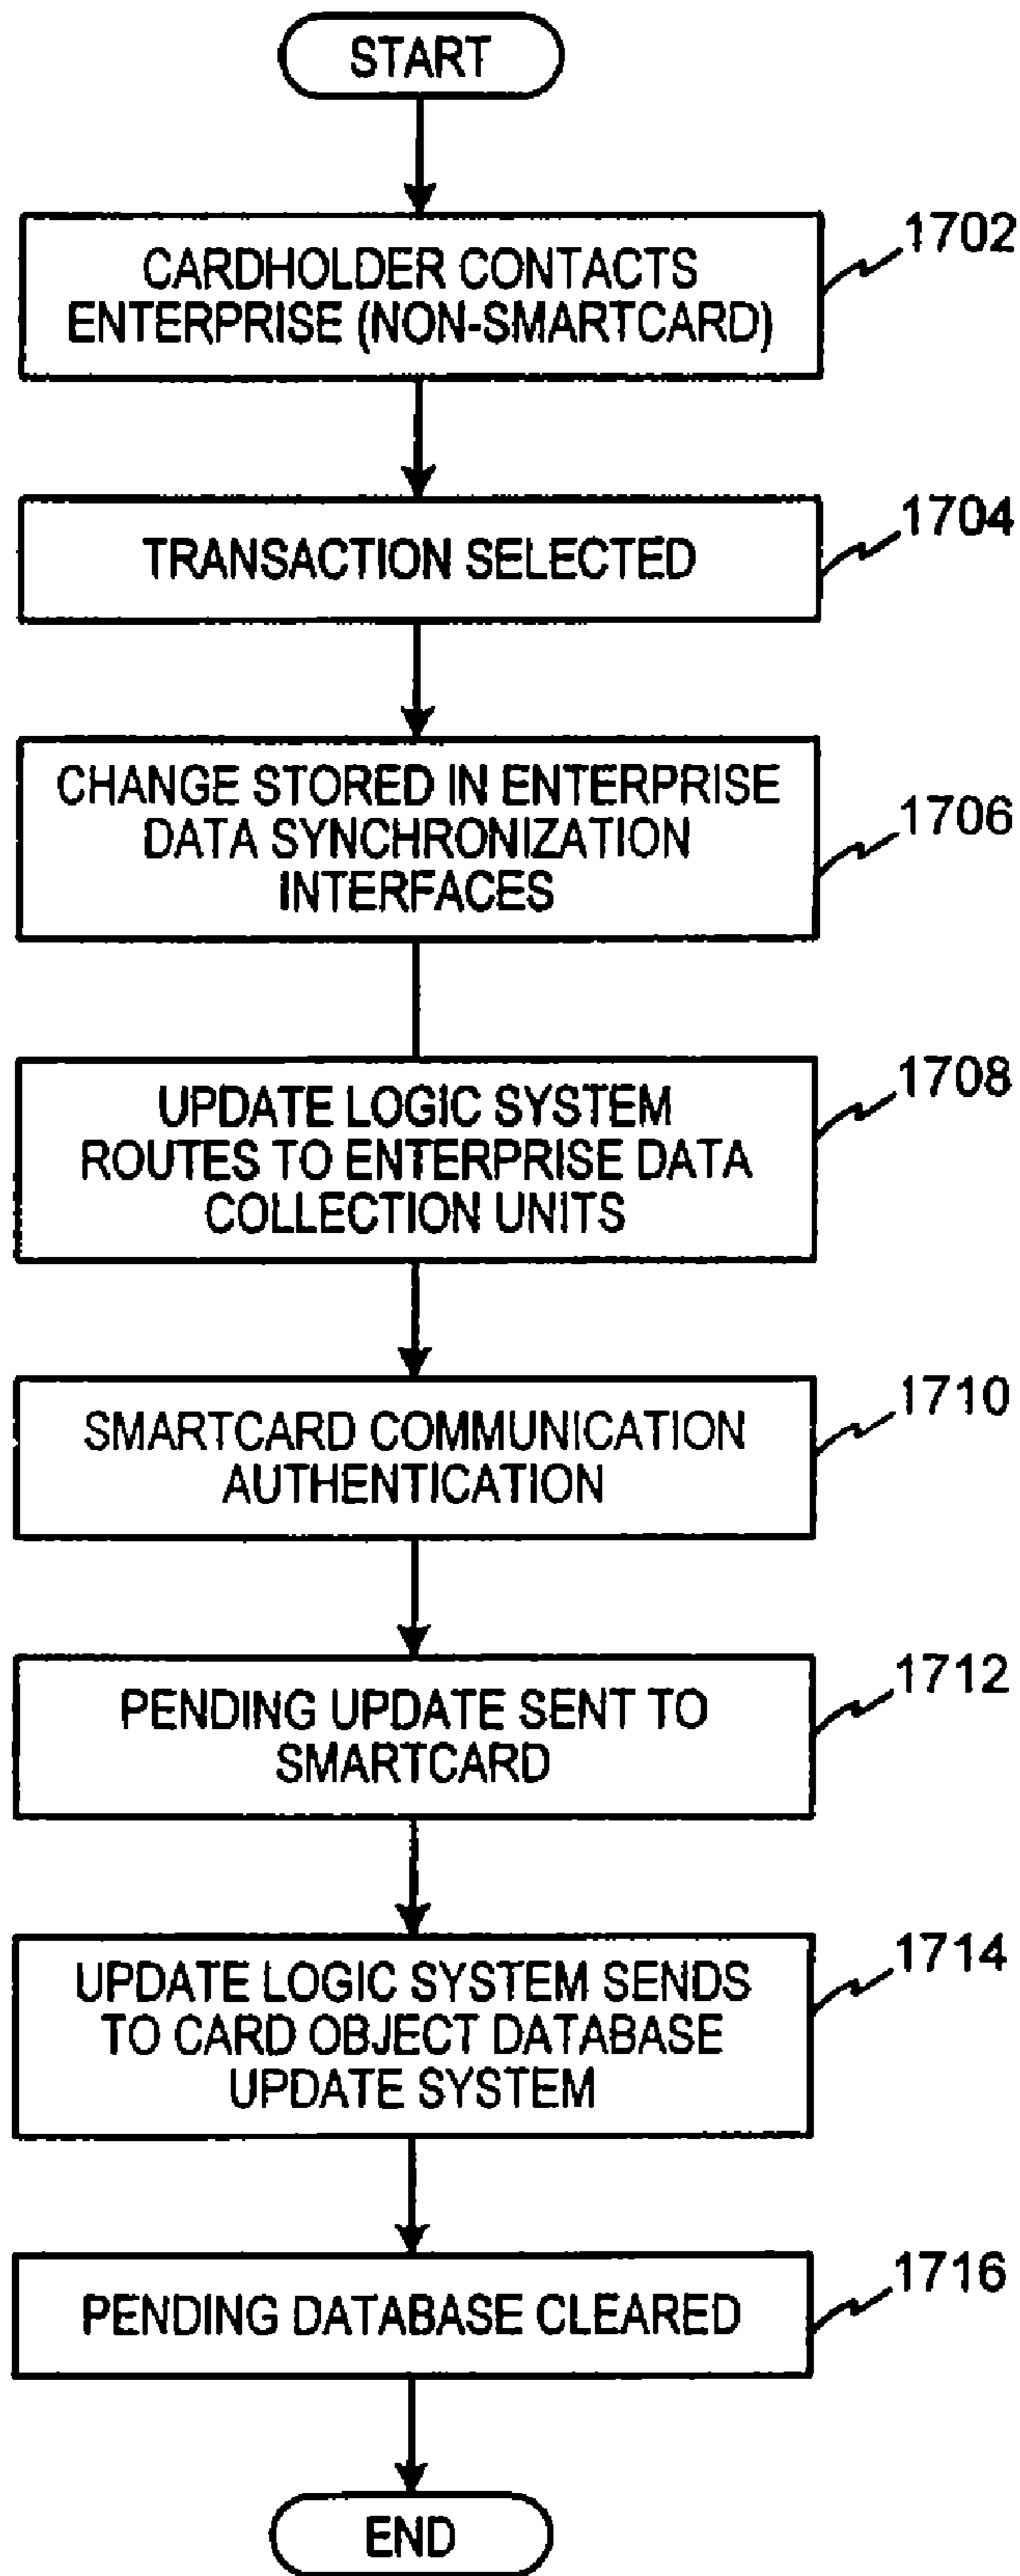 START
CARDHOLDER CONTACTS
ENTERPRISE (NON-SMARTCARD)
1702
TRANSACTION SELECTED
1704
CHANGE STORED IN ENTERPRISE
DATA SYNCHRONIZATION
INTERFACES
1706
UPDATE LOGIC SYSTEM
ROUTES TO ENTERPRISE DATA
COLLECTION UNITS
1708
SMARTCARD COMMUNICATION
AUTHENTICATION
1710
PENDING UPDATE SENT TO
SMARTCARD
1712
UPDATE LOGIC SYSTEM SENDS
TO CARD OBJECT DATABASE
UPDATE SYSTEM
1714
PENDING DATABASE CLEARED
1716
END